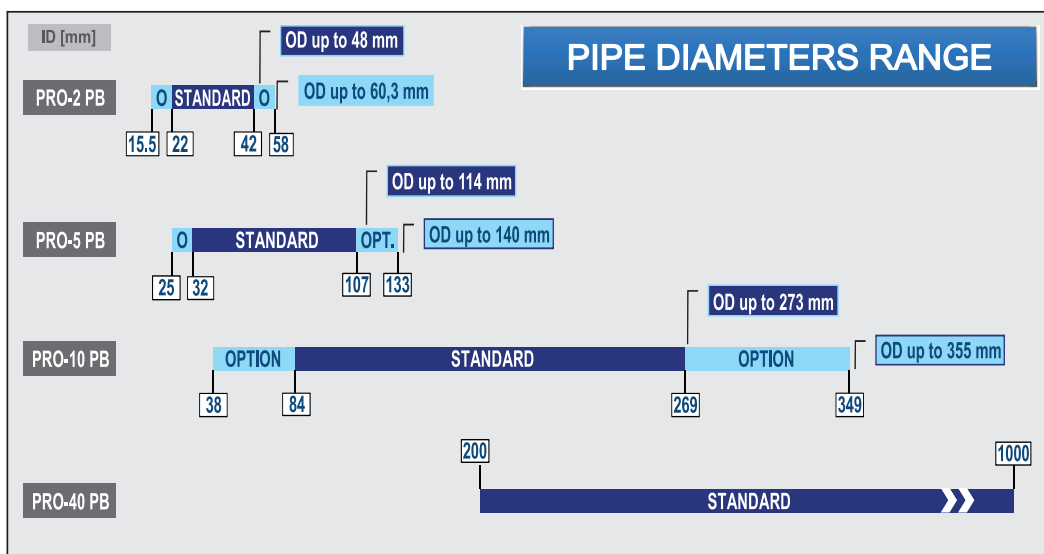 ID [mm]
PIPE DIAMETERS RANGE
OD up to 48 mm
PRO-2 PB
O STANDARD O
OD up to 60,3 mm
15.5 22 42 58
OD up to 114 mm
PRO-5 PB
O STANDARD OPT.
OD up to 140 mm
25 32 107 133
OD up to 273 mm
PRO-10 PB
OPTION STANDARD OPTION
OD up to 355 mm
38 84 269 349
200 1000
PRO-40 PB
STANDARD